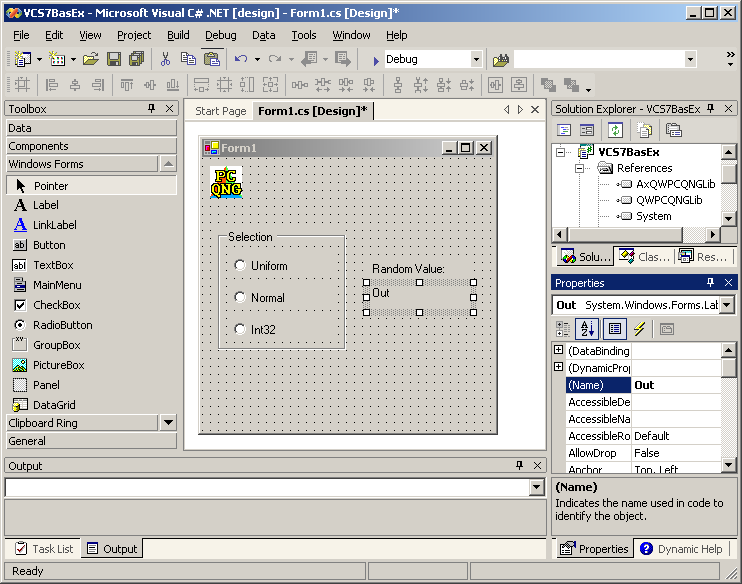 VCS7BasEx - Microsoft Visual C# .NET [design] - Form1.cs [Design]*
File Edit View Project Build Debug Data Tools Window Help
Debug
Toolbox
Data
Components
Windows Forms
Pointer
Label
LinkLabel
Button
TextBox
MainMenu
CheckBox
RadioButton
GroupBox
PictureBox
Panel
DataGrid
Clipboard Ring
General
Start Page Form1.cs [Design]*
Form1
PC
QNG
Selection
Uniform
Normal
Int32
Random Value:
Out
Solution Explorer - VCS7BasEx
VCS7BasEx
References
AxQWPCQNGLib
QWPCQNGLib
System
Solu... Clas... Res...
Properties
Out System.Windows.Forms.Lab
(DataBinding
(DynamicProp
(Name) Out
AccessibleDe
AccessibleNa
AccessibleRo Default
AllowDrop False
Anchor Top, Left
(Name)
Indicates the name used in code to
identify the object.
Properties Dynamic Help
Output
Task List Output
Ready